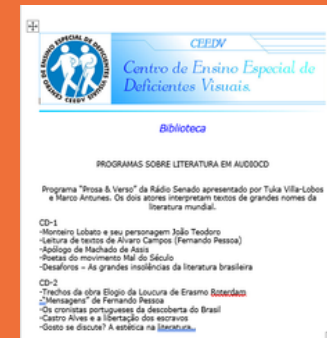 CENTRO DE ENSINO ESPECIAL DE DEFICIENTES VISUAIS
CEEDV
CEEDV
Centro de Ensino Especial de
Deficientes Visuais.
Biblioteca
PROGRAMAS SOBRE LITERATURA EM AUDIOCD
Programa "Prosa & Verso" da Rádio Senado apresentado por Tuka Villa-Lobos
e Marco Antunes. Os dois atores interpretam textos de grandes nomes da
literatura mundial.
CD-1
-Monteiro Lobato e seu personagem João Teodoro
-Leitura de textos de Alvaro Campos (Fernando Pessoa)
-Apólogo de Machado de Assis
-Poetas do movimento Mal do Século
-Desaforos – As grandes insolências da literatura brasileira
CD-2
-Trechos da obra Elogio da Loucura de Erasmo Roterdam
-"Mensagens" de Fernando Pessoa
-Os cronistas portugueses da descoberta do Brasil
-Castro Alves e a libertação dos escravos
-Gosto se discute? A estética na literatura